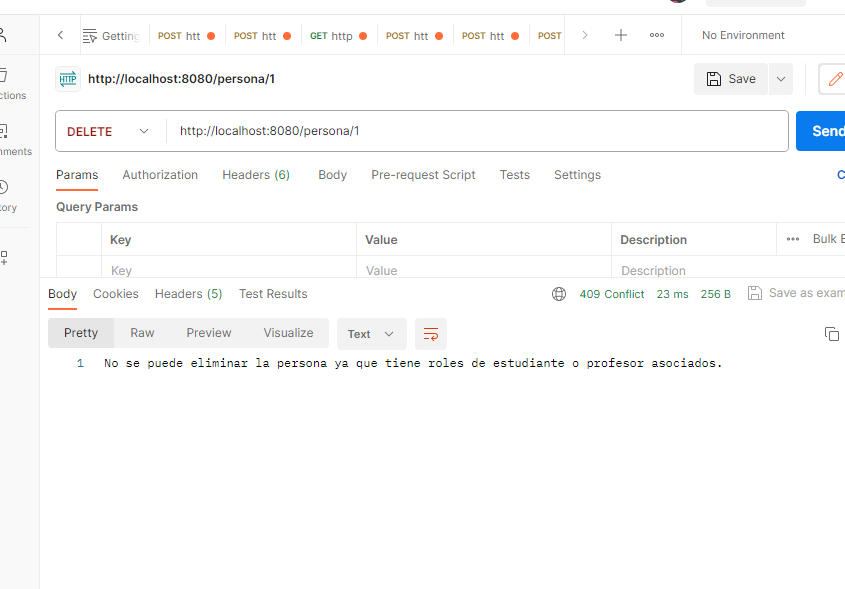 Getting
POST htt
POST htt
GET http
POST htt
POST htt
POST
No Environment
HTTP
http://localhost:8080/persona/1
Save
ctions
DELETE
http://localhost:8080/persona/1
Send
nments
Params
Authorization
Headers (6)
Body
Pre-request Script
Tests
Settings
C
tory
Query Params
Key
Value
Description
Bulk E
Key
Value
Description
Body
Cookies
Headers (5)
Test Results
409 Conflict
23 ms
256 B
Save as exam
Pretty
Raw
Preview
Visualize
Text
1
No se puede eliminar la persona ya que tiene roles de estudiante o profesor asociados.